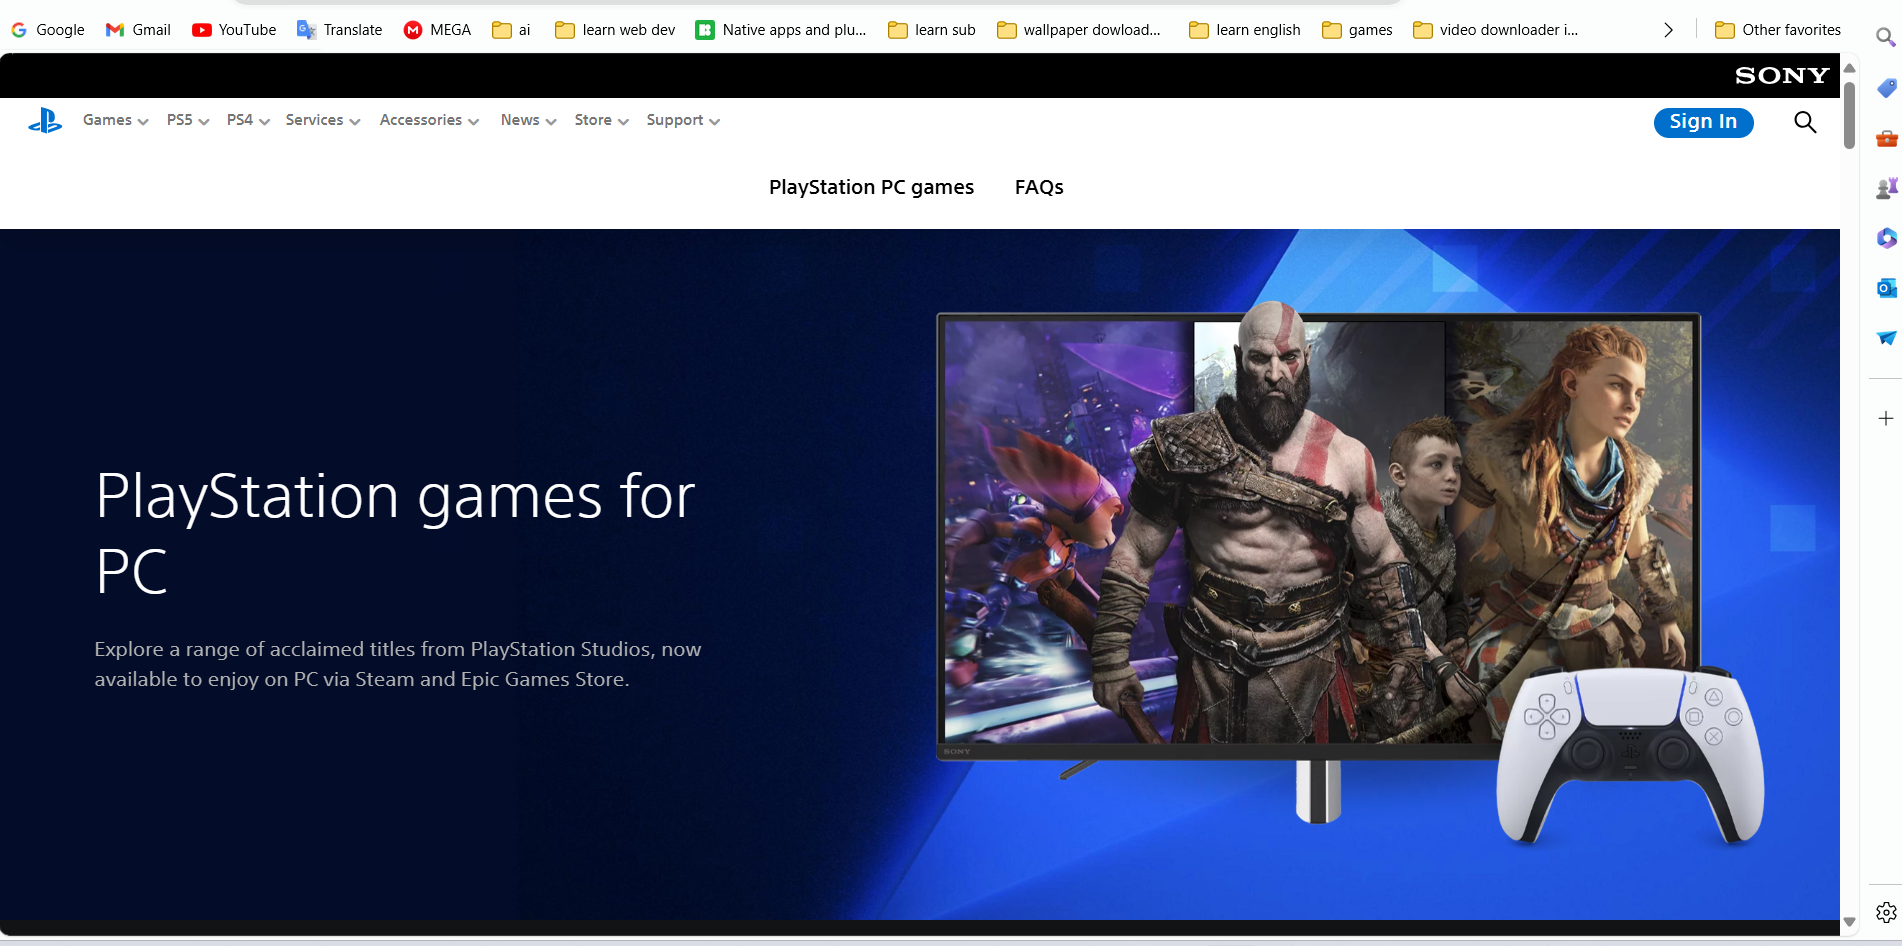 Google Gmail YouTube Translate MEGA ai learn web dev Native apps and plu... learn sub wallpaper dowload... learn english games video downloader i... Other favorites
SONY
Games PS5 PS4 Services Accessories News Store Support Sign In
PlayStation PC games FAQs
PlayStation games for
PC
Explore a range of acclaimed titles from PlayStation Studios, now
available to enjoy on PC via Steam and Epic Games Store.
SONY